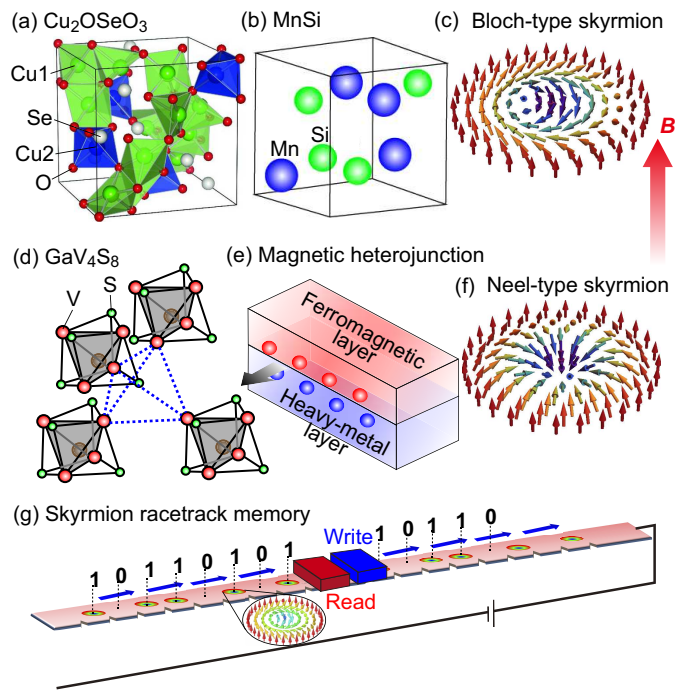 (a) Cu2OSeO3
Cu1
Se
Cu2
O
(b) MnSi
Mn
Si
(c) Bloch-type skyrmion
B
(d) GaV4S8
V
S
(e) Magnetic heterojunction
Ferromagnetic
layer
Heavy-metal
layer
(f) Neel-type skyrmion
(g) Skyrmion racetrack memory
1 0 1 1 0 1 0 1
Write
1 0 1 1 0
Read